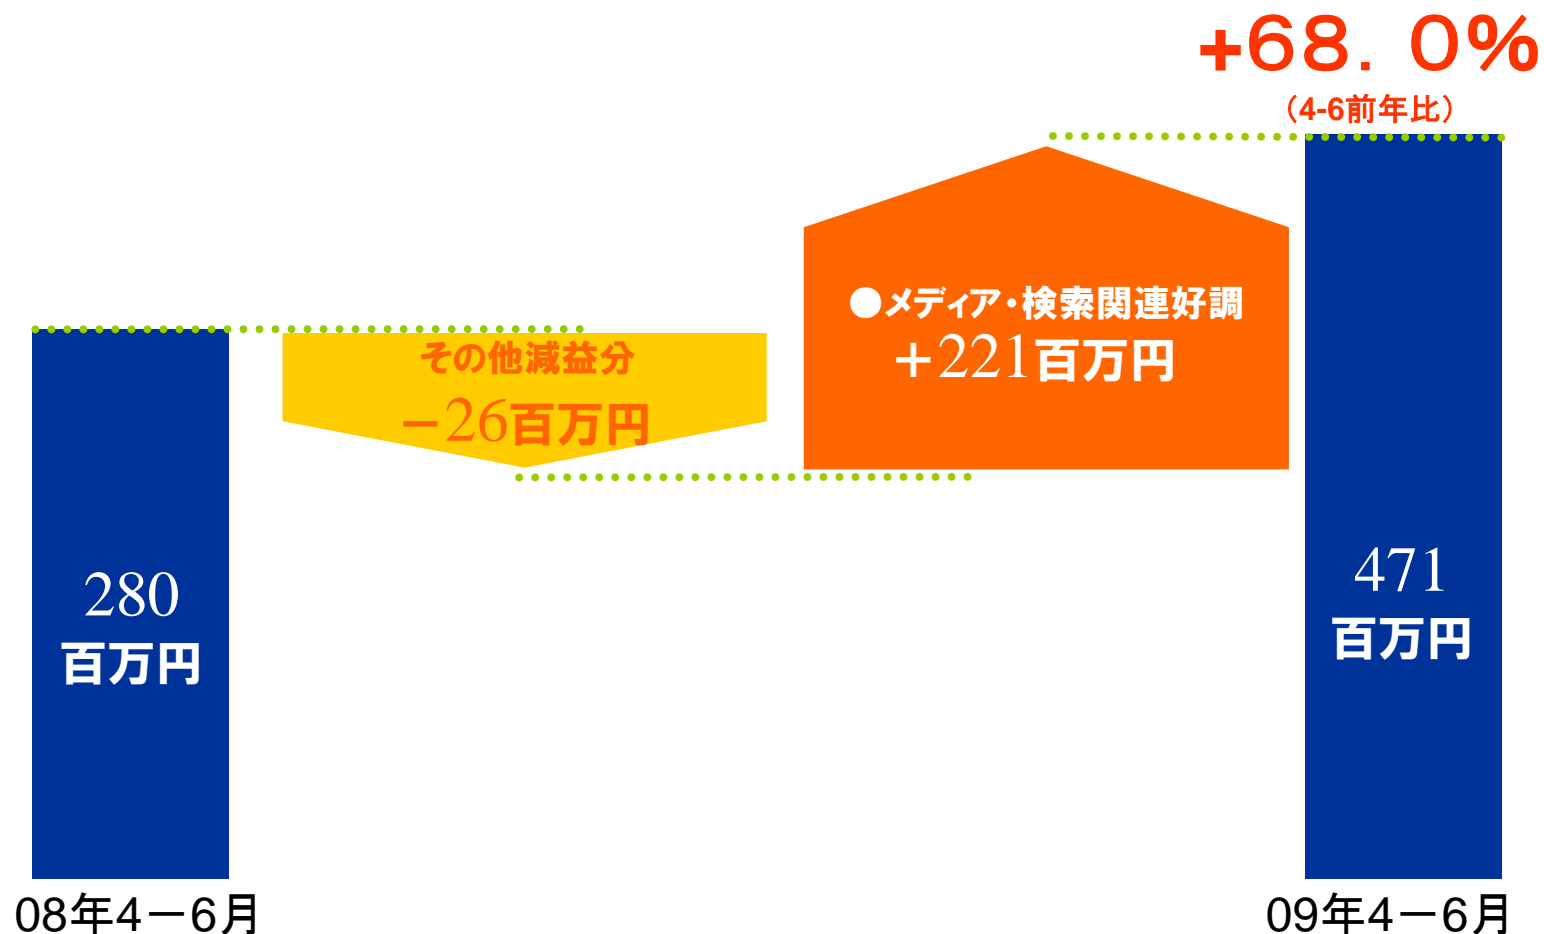 +68．0%
（4-6前年比）
●メディア・検索関連好調
＋221百万円
その他減益分
－26百万円
280
百万円
471
百万円
08年4－6月
09年4－6月